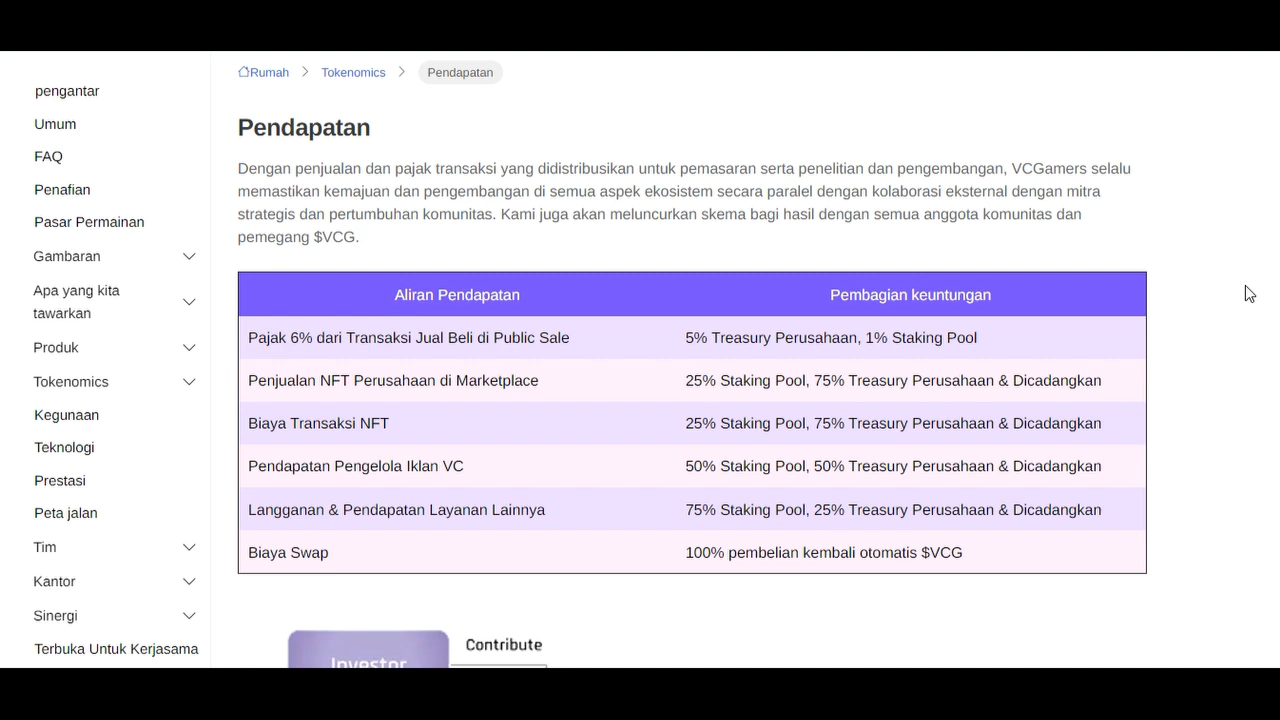 Rumah > Tokenomics > Pendapatan
pengantar
Umum
FAQ
Penafian
Pasar Permainan
Gambaran
Apa yang kita
tawarkan
Produk
Tokenomics
Kegunaan
Teknologi
Prestasi
Peta jalan
Tim
Kantor
Sinergi
Terbuka Untuk Kerjasama
Pendapatan
Dengan penjualan dan pajak transaksi yang didistribusikan untuk pemasaran serta penelitian dan pengembangan, VCGamers selalu
memastikan kemajuan dan pengembangan di semua aspek ekosistem secara paralel dengan kolaborasi eksternal dengan mitra
strategis dan pertumbuhan komunitas. Kami juga akan meluncurkan skema bagi hasil dengan semua anggota komunitas dan
pemegang $VCG.
Aliran Pendapatan Pembagian keuntungan
Pajak 6% dari Transaksi Jual Beli di Public Sale 5% Treasury Perusahaan, 1% Staking Pool
Penjualan NFT Perusahaan di Marketplace 25% Staking Pool, 75% Treasury Perusahaan & Dicadangkan
Biaya Transaksi NFT 25% Staking Pool, 75% Treasury Perusahaan & Dicadangkan
Pendapatan Pengelola Iklan VC 50% Staking Pool, 50% Treasury Perusahaan & Dicadangkan
Langganan & Pendapatan Layanan Lainnya 75% Staking Pool, 25% Treasury Perusahaan & Dicadangkan
Biaya Swap 100% pembelian kembali otomatis $VCG
Contribute
Investor